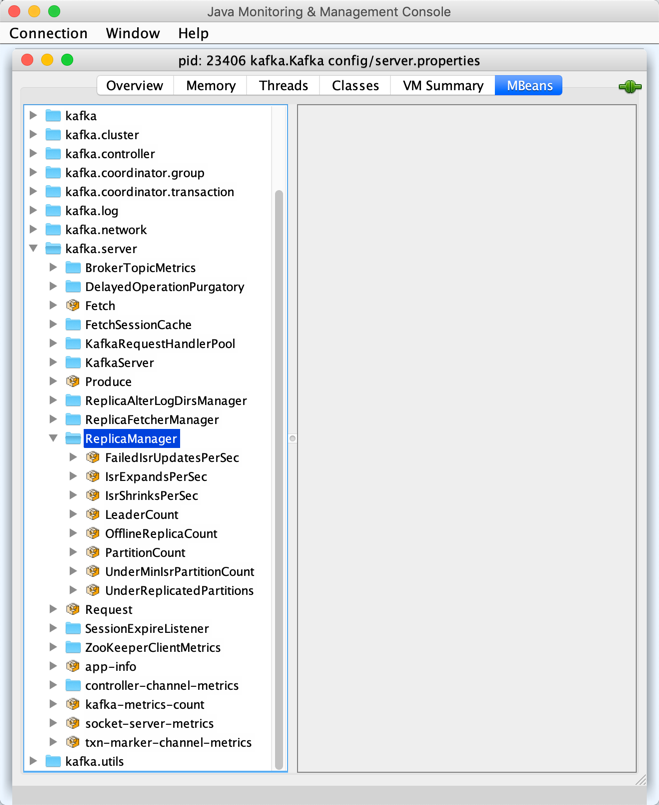 Java Monitoring & Management Console
Connection Window Help
pid: 23406 kafka.Kafka config/server.properties
Overview Memory Threads Classes VM Summary MBeans
kafka
kafka.cluster
kafka.controller
kafka.coordinator.group
kafka.coordinator.transaction
kafka.log
kafka.network
kafka.server
BrokerTopicMetrics
DelayedOperationPurgatory
Fetch
FetchSessionCache
KafkaRequestHandlerPool
KafkaServer
Produce
ReplicaAlterLogDirsManager
ReplicaFetcherManager
ReplicaManager
FailedIsrUpdatesPerSec
IsrExpandsPerSec
IsrShrinksPerSec
LeaderCount
OfflineReplicaCount
PartitionCount
UnderMinIsrPartitionCount
UnderReplicatedPartitions
Request
SessionExpireListener
ZooKeeperClientMetrics
app-info
controller-channel-metrics
kafka-metrics-count
socket-server-metrics
txn-marker-channel-metrics
kafka.utils